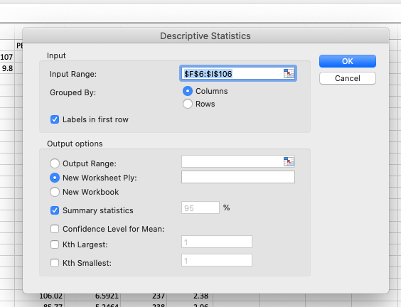 Descriptive Statistics
107
9.8
Input
Input Range:
$F$6:$I$106
Grouped By:
Columns
Rows
Labels in first row
OK
Cancel
Output options
Output Range:
New Worksheet Ply:
New Workbook
Summary statistics
95 %
Confidence Level for Mean:
Kth Largest:
1
Kth Smallest:
1
106.02 6.5921 237 2.38